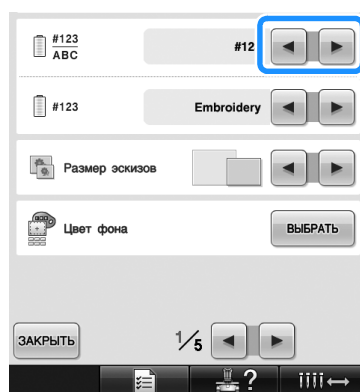 #123
ABC
#12
#123
Embroidery
Размер эскизов
Цвет фона
ВЫБРАТЬ
ЗАКРЫТЬ
1/5
?